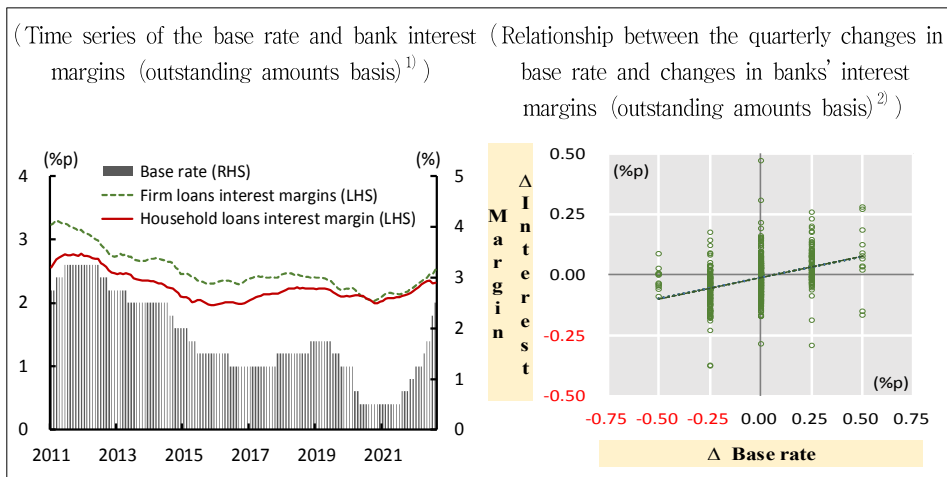 ( Time series of the base rate and bank interest
margins (outstanding amounts basis)1) )
(%p)
(%)
Base rate (RHS)
Firm loans interest margins (LHS)
Household loans interest margin (LHS)
4
3
2
1
0
5
4
3
2
1
0
2011 2013 2015 2017 2019 2021
( Relationship between the quarterly changes in
base rate and changes in banks' interest
margins (outstanding amounts basis)2) )
Δ Interest
Margin
0.50
0.25
0.00
-0.25
-0.50
(%p)
(%p)
-0.75 -0.50 -0.25 0.00 0.25 0.50 0.75
Δ Base rate